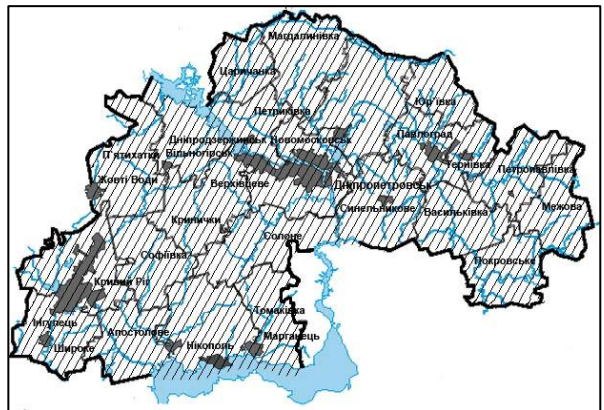 Магдалинівка
Царичанка
Петриківка
Юр'ївка
Дніпродзержинськ
Новомосковськ
Павлоград
П'ятихатки
Вільногірськ
Тернівка
Петропавлівка
Жовті Води
Верхівцеве
Дніпропетровськ
Синельникове
Васильківка
Межова
Кринички
Солоне
Софіївка
Покровське
Кривий Ріг
Інгулець
Апостолове
Томаківка
Широке
Нікополь
Марганець